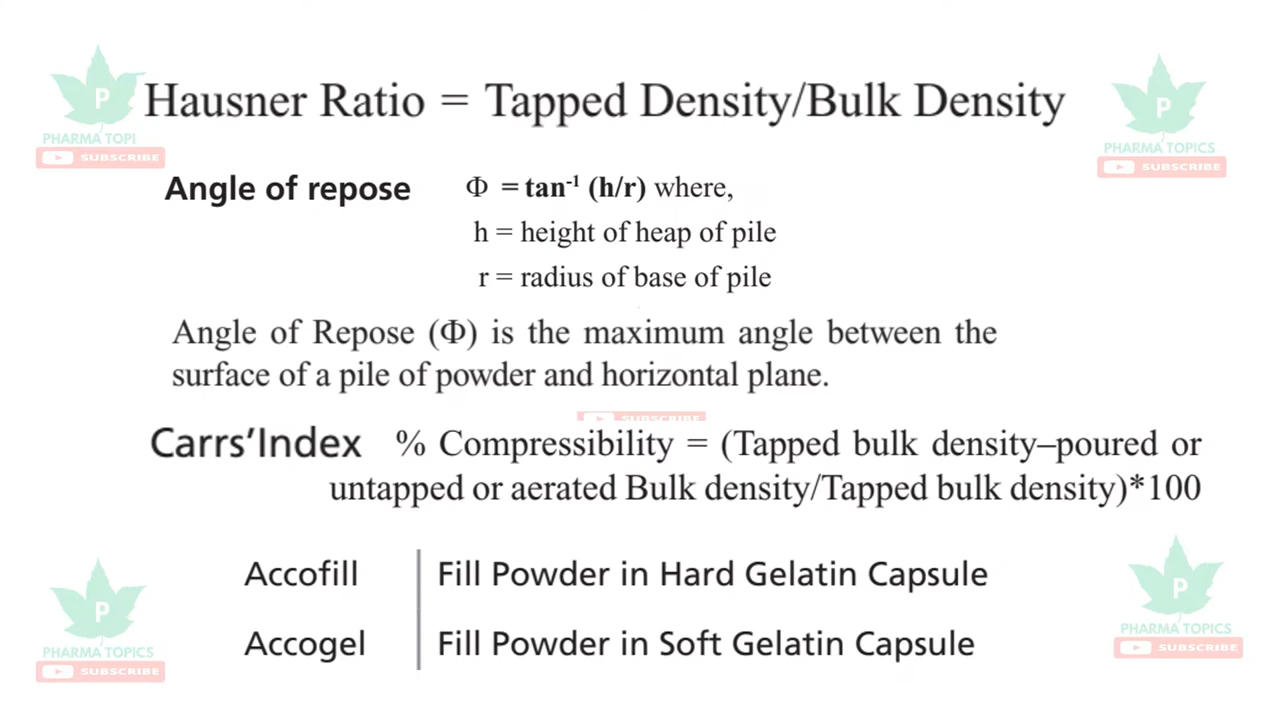 Hausner Ratio = Tapped Density/Bulk Density
P
PHARMA TOPI
SUBSCRIBE
P
PHARMA TOPICS
SUBSCRIBE
Angle of repose Φ = tan⁻¹ (h/r) where,
h = height of heap of pile
r = radius of base of pile
Angle of Repose (Φ) is the maximum angle between the
surface of a pile of powder and horizontal plane.
SUBSCRIBE
Carrs'Index % Compressibility = (Tapped bulk density–poured or
untapped or aerated Bulk density/Tapped bulk density)*100
Accofill Fill Powder in Hard Gelatin Capsule
Accogel Fill Powder in Soft Gelatin Capsule
P
PHARMA TOPICS
SUBSCRIBE
P
PHARMA TOPICS
SUBSCRIBE